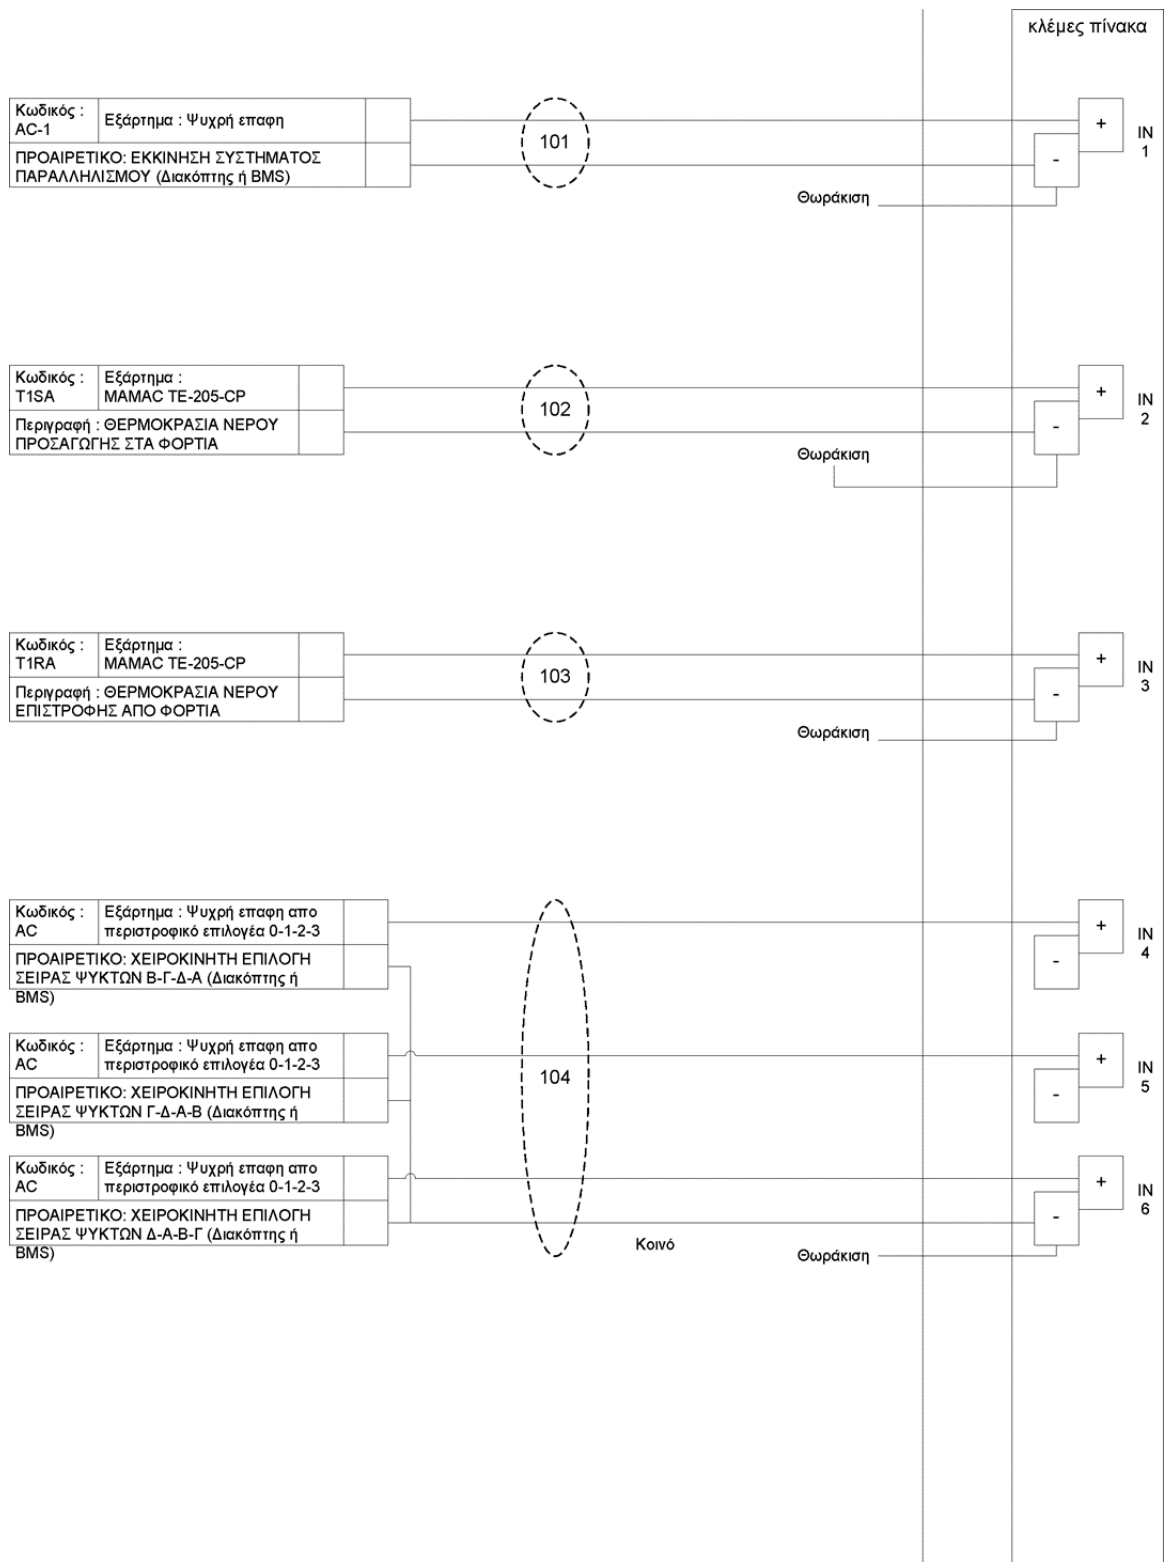 κλέμες πίνακα
Κωδικός :
AC-1
Εξάρτημα : Ψυχρή επαφη
ΠΡΟΑΙΡΕΤΙΚΟ: ΕΚΚΙΝΗΣΗ ΣΥΣΤΗΜΑΤΟΣ
ΠΑΡΑΛΛΗΛΙΣΜΟΥ (Διακόπτης ή BMS)
101
+
-
IN
1
Θωράκιση
Κωδικός :
T1SA
Εξάρτημα :
MAMAC TE-205-CP
Περιγραφή : ΘΕΡΜΟΚΡΑΣΙΑ ΝΕΡΟΥ
ΠΡΟΣΑΓΩΓΗΣ ΣΤΑ ΦΟΡΤΙΑ
102
+
-
IN
2
Θωράκιση
Κωδικός :
T1RA
Εξάρτημα :
MAMAC TE-205-CP
Περιγραφή : ΘΕΡΜΟΚΡΑΣΙΑ ΝΕΡΟΥ
ΕΠΙΣΤΡΟΦΗΣ ΑΠΟ ΦΟΡΤΙΑ
103
+
-
IN
3
Θωράκιση
Κωδικός :
AC
Εξάρτημα : Ψυχρή επαφη απο
περιστροφικό επιλογέα 0-1-2-3
ΠΡΟΑΙΡΕΤΙΚΟ: ΧΕΙΡΟΚΙΝΗΤΗ ΕΠΙΛΟΓΗ
ΣΕΙΡΑΣ ΨΥΚΤΩΝ Β-Γ-Δ-Α (Διακόπτης ή
BMS)
+
-
IN
4
Κωδικός :
AC
Εξάρτημα : Ψυχρή επαφη απο
περιστροφικό επιλογέα 0-1-2-3
ΠΡΟΑΙΡΕΤΙΚΟ: ΧΕΙΡΟΚΙΝΗΤΗ ΕΠΙΛΟΓΗ
ΣΕΙΡΑΣ ΨΥΚΤΩΝ Γ-Δ-Α-Β (Διακόπτης ή
BMS)
104
+
-
IN
5
Κωδικός :
AC
Εξάρτημα : Ψυχρή επαφη απο
περιστροφικό επιλογέα 0-1-2-3
ΠΡΟΑΙΡΕΤΙΚΟ: ΧΕΙΡΟΚΙΝΗΤΗ ΕΠΙΛΟΓΗ
ΣΕΙΡΑΣ ΨΥΚΤΩΝ Δ-Α-Β-Γ (Διακόπτης ή
BMS)
+
-
IN
6
Κοινό
Θωράκιση